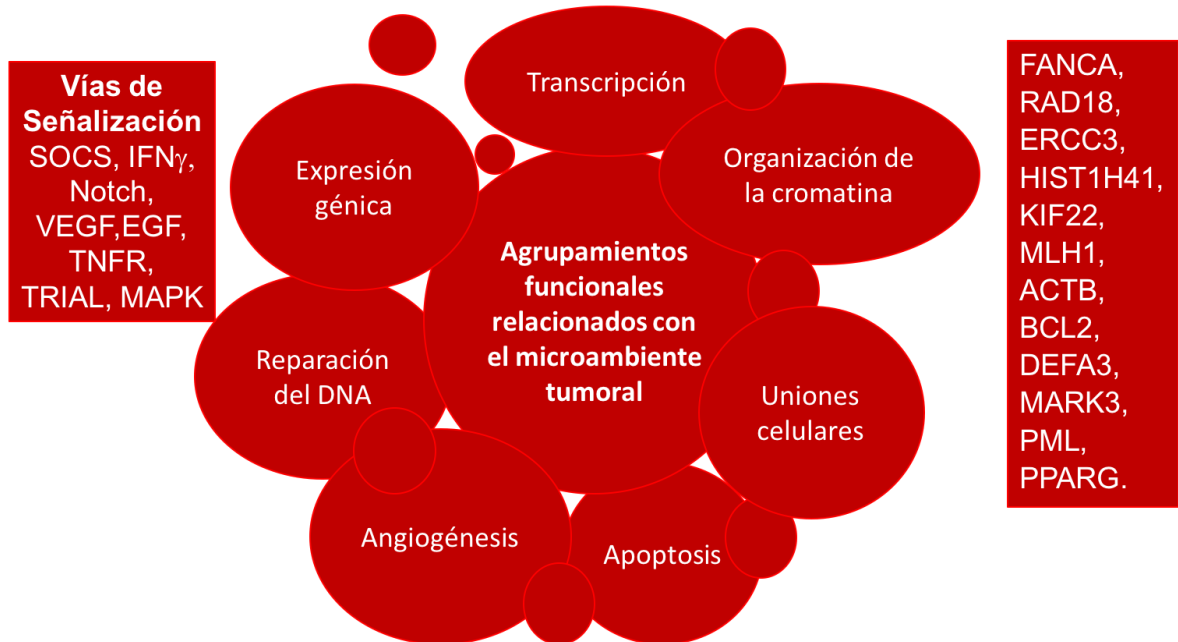 Vías de
Señalización
SOCS, IFNγ,
Notch,
VEGF,EGF,
TNFR,
TRIAL, MAPK
Transcripción
Expresión
génica
Organización de
la cromatina
Agrupamientos
funcionales
relacionados con
el microambiente
tumoral
Reparación
del DNA
Uniones
celulares
Angiogénesis
Apoptosis
FANCA,
RAD18,
ERCC3,
HIST1H41,
KIF22,
MLH1,
ACTB,
BCL2,
DEFA3,
MARK3,
PML,
PPARG.